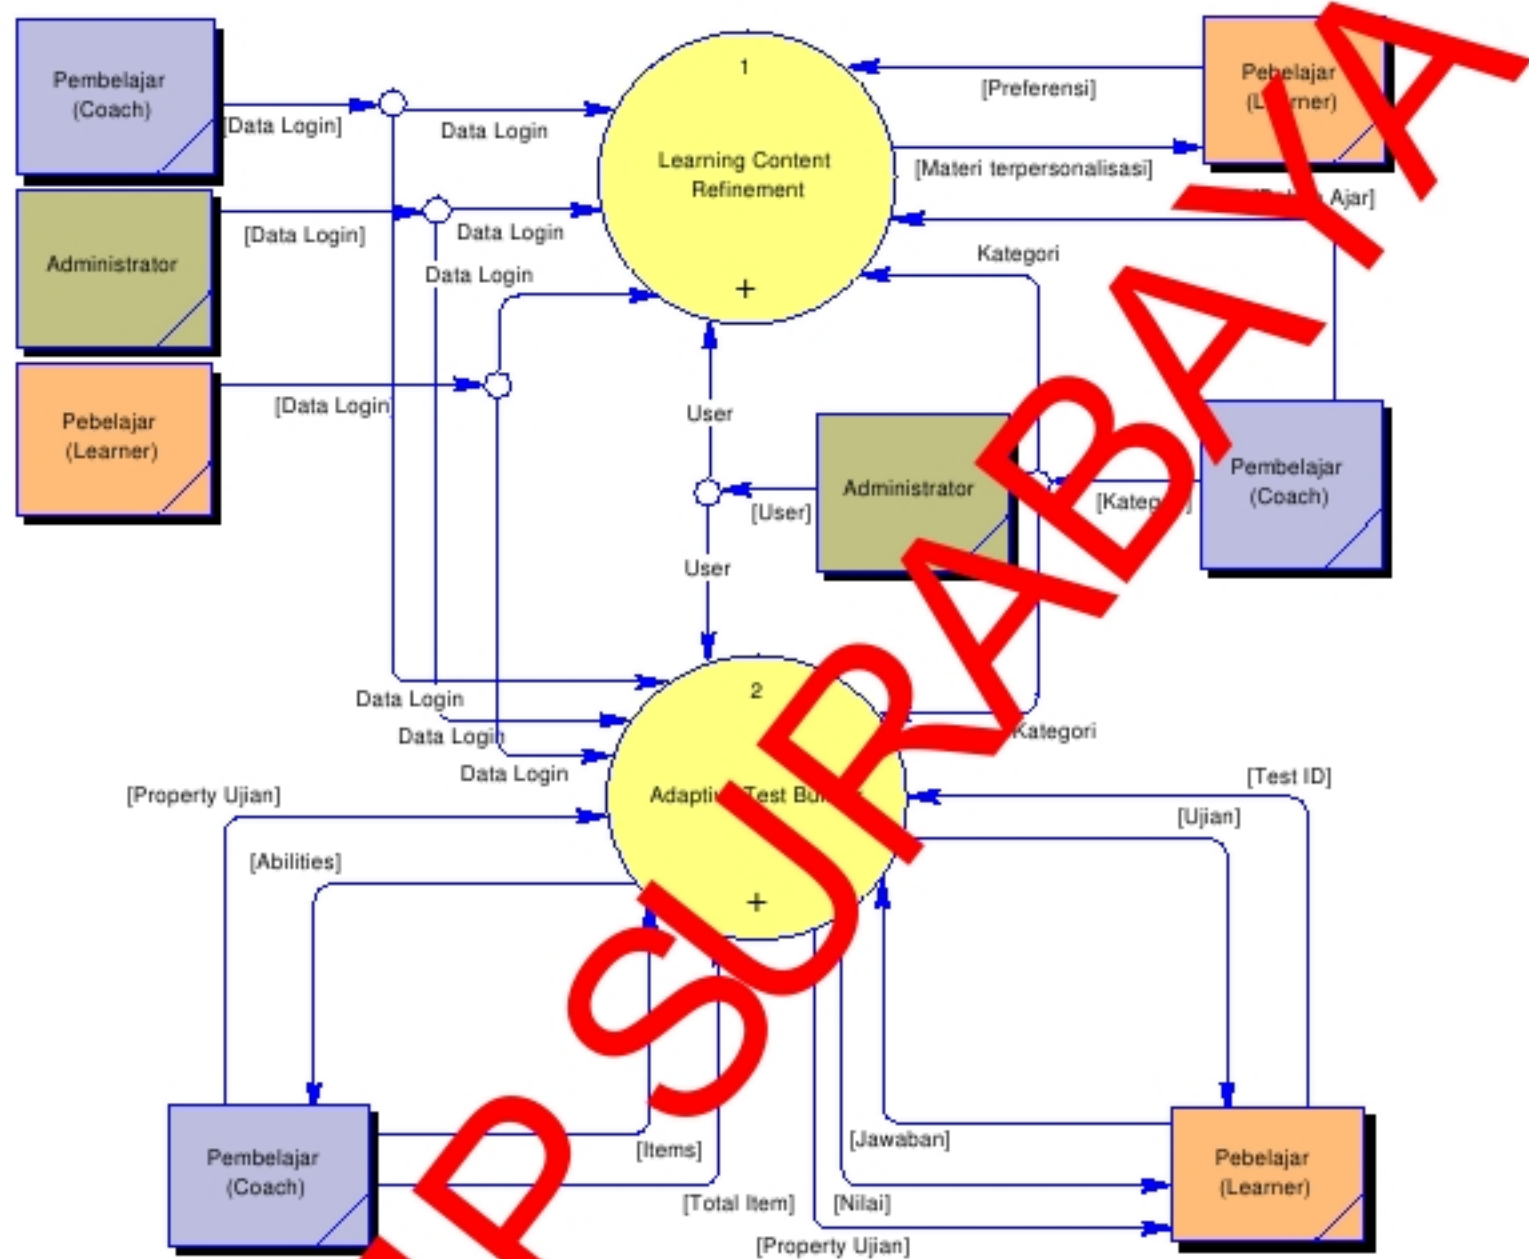 Pembelajar
(Coach)
[Data Login]
Data Login
1
Learning Content
Refinement
+
[Preferensi]
Pebelajar
[Materi terpersonalisasi]
Ajar]
Administrator
[Data Login]
Data Login
Data Login
Kategori
Pebelajar
(Learner)
[Data Login]
User
[User]
User
Administrator
Pembelajar
(Coach)
Data Login
Data Login
Data Login
2
Test
+
Kategori
[Property Ujian]
[Abilities]
[Test ID]
[Ujian]
Pembelajar
(Coach)
[Items]
[Total Item]
[Jawaban]
[Nilai]
[Property Ujian]
Pebelajar
(Learner)
P SURABAYA